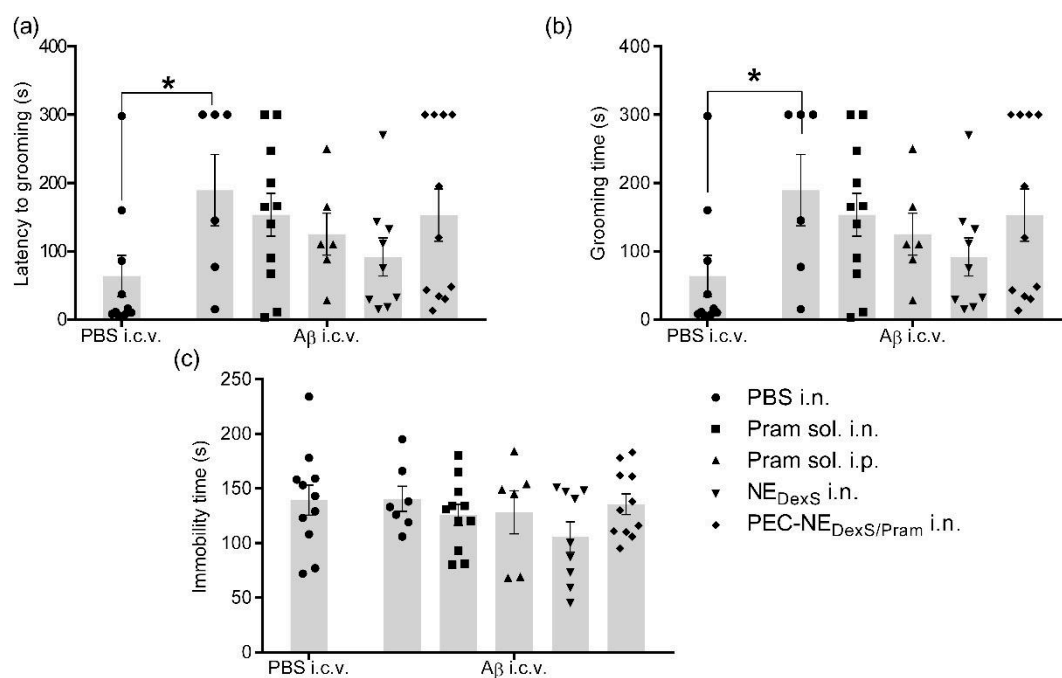 (a)
Latency to grooming (s)
400
300
200
100
0
*
PBS i.c.v.
Aβ i.c.v.
(b)
Grooming time (s)
400
300
200
100
0
*
PBS i.c.v.
Aβ i.c.v.
(c)
Immobility time (s)
250
200
150
100
50
0
PBS i.c.v.
Aβ i.c.v.
PBS i.n.
Pram sol. i.n.
Pram sol. i.p.
NEDexS i.n.
PEC-NEDexS/Pram i.n.